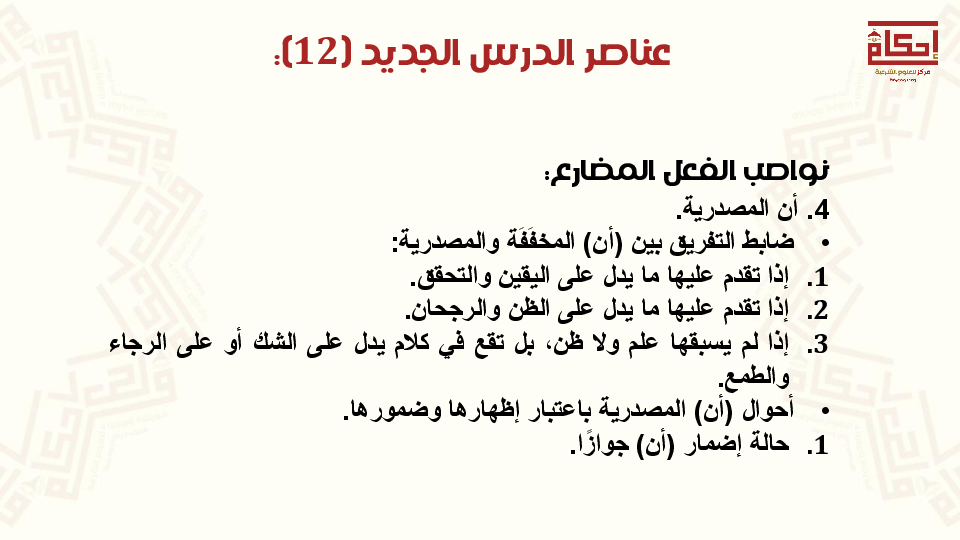 إحكام
مركز للعلوم الشرعية
عناصر الدرس الجديد (12):
نواصب الفعل المضارع:
4. أن المصدرية.
• ضابط التفريق بين (أن) المخفَفَة والمصدرية:
1. إذا تقدم عليها ما يدل على اليقين والتحقق.
2. إذا تقدم عليها ما يدل على الظن والرجحان.
3. إذا لم يسبقها علم ولا ظن، بل تقع في كلام يدل على الشك أو على الرجاء
والطمع.
• أحوال (أن) المصدرية باعتبار إظهارها وضمورها.
1. حالة إضمار (أن) جوازًا.